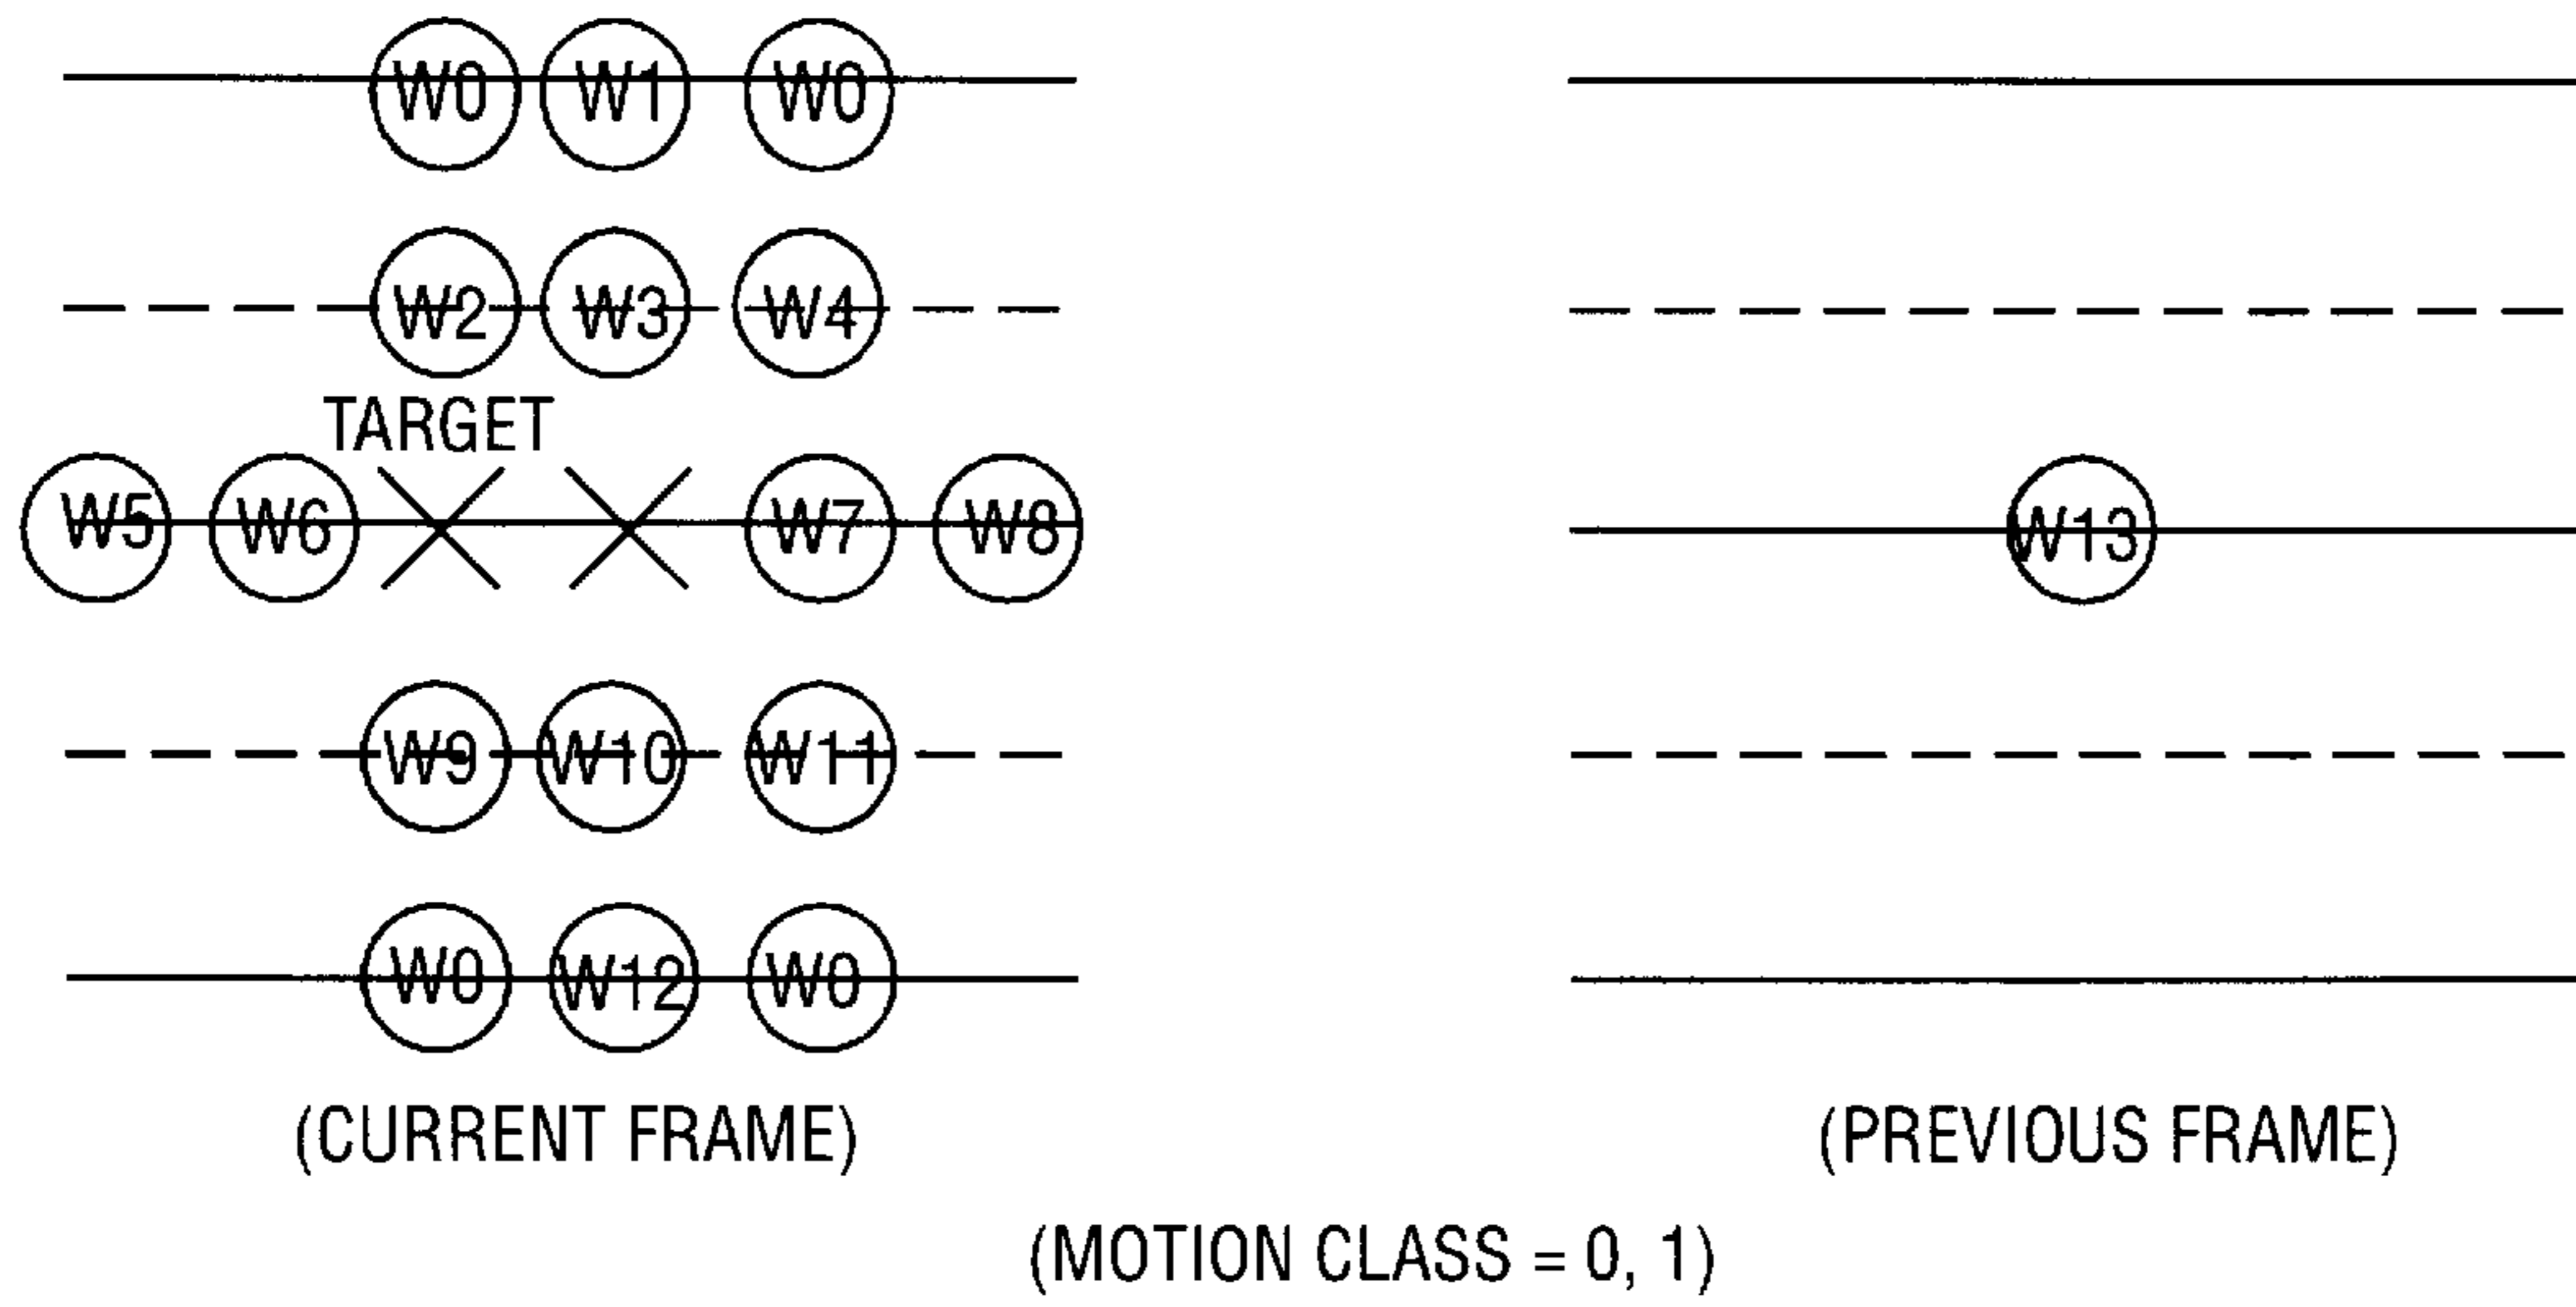 W0 W1 W0
W2 W3 W4
TARGET
W5 W6 W7 W8 W13
W9 W10 W11
W0 W12 W0
(CURRENT FRAME) (PREVIOUS FRAME)
(MOTION CLASS = 0, 1)